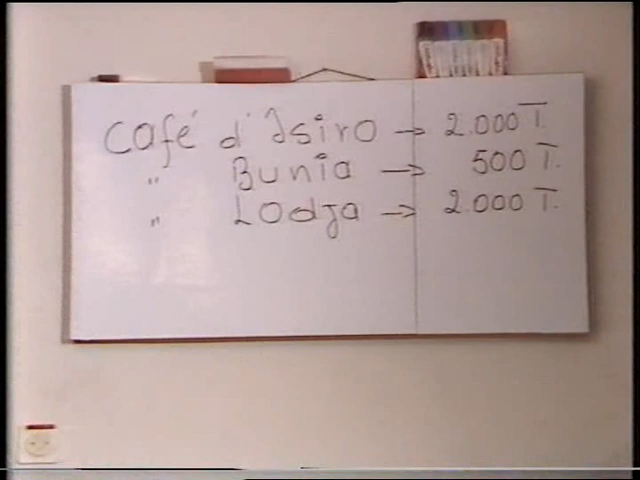 Café d'Isiro → 2.000 T.
" Bunia → 500 T.
" Lodja → 2.000 T.